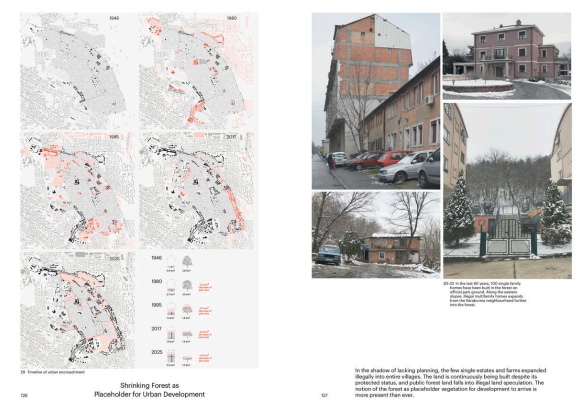 1946
1980
1995
2017
2025
1946
1980
1995
2017
2025
29 Timeline of urban encroachment
Shrinking Forest as
Placeholder for Urban Development
126
30-33 In the last 60 years, 100 single-family
homes have been built in the forest on
official park ground. Along the eastern
slopes, illegal multifamily homes expands
from the Karaburma neighbourhood further
into the forest.
In the shadow of lacking planning, the few single estates and farms expanded
illegally into entire villages. The land is continuously being built despite its
protected status, and public forest land falls into illegal land speculation. The
notion of the forest as placeholder vegetation for development to arrive is
more present than ever.
127